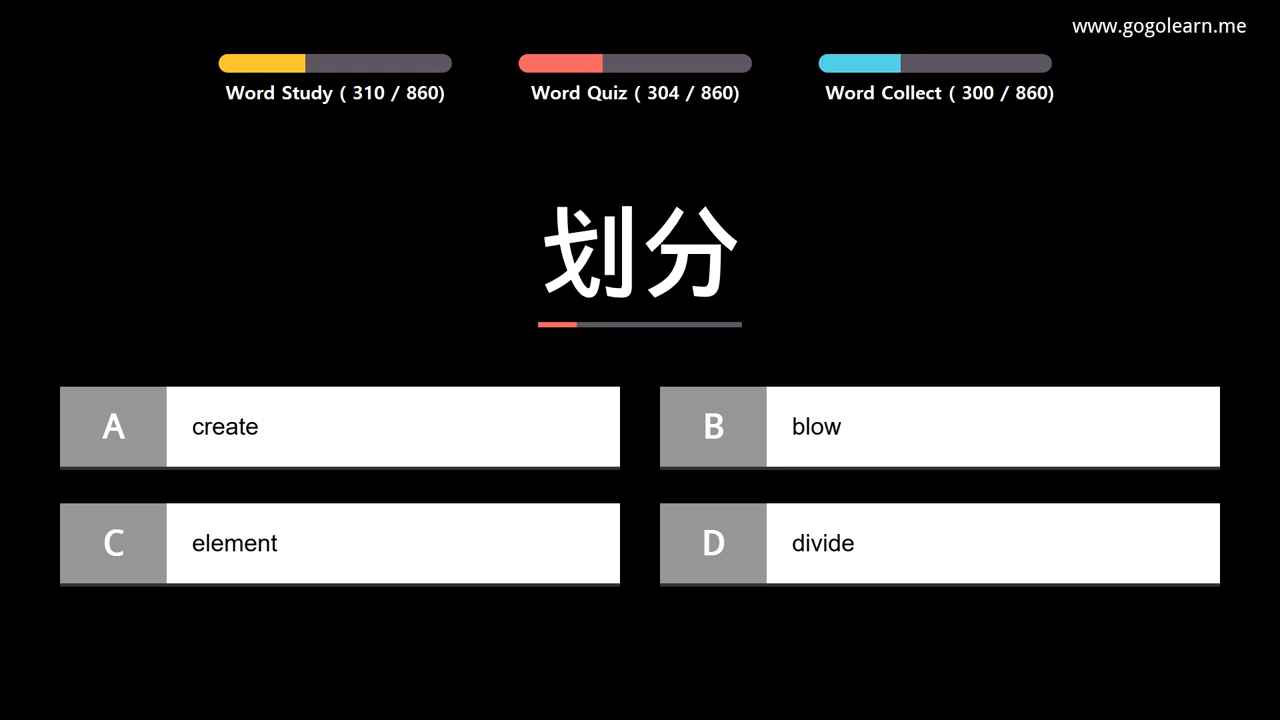 www.gogolearn.me
Word Study ( 310 / 860)
Word Quiz ( 304 / 860)
Word Collect ( 300 / 860)
划分
A create
B blow
C element
D divide